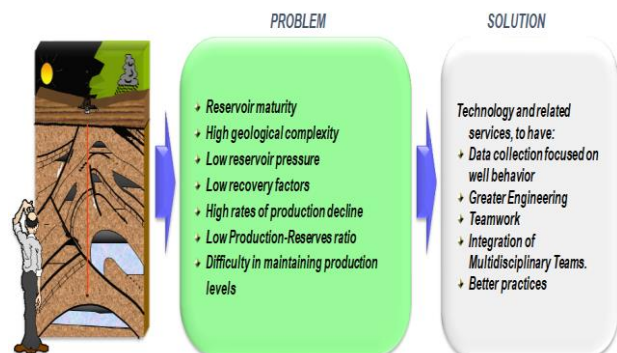 PROBLEM
Reservoir maturity
High geological complexity
Low reservoir pressure
Low recovery factors
High rates of production decline
Low Production-Reserves ratio
Difficulty in maintaining production
levels
SOLUTION
Technology and related
services, to have:
Data collection focused on
well behavior
Greater Engineering
Teamwork
Integration of
Multidisciplinary Teams.
Better practices